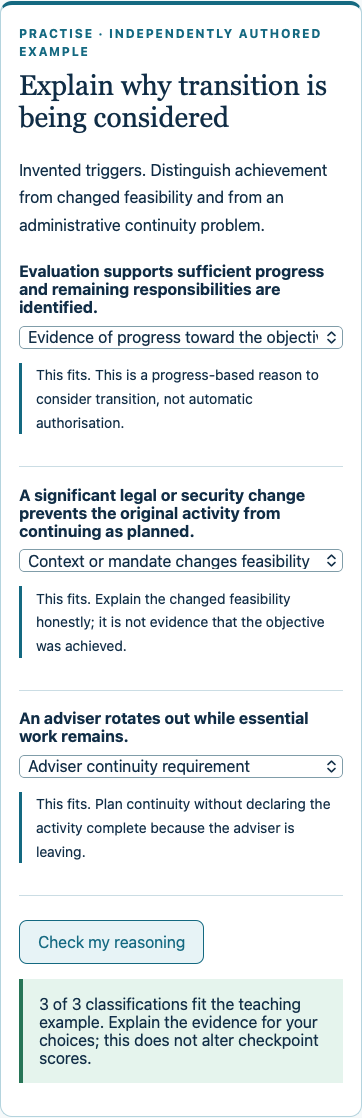 PRACTISE · INDEPENDENTLY AUTHORED
EXAMPLE
Explain why transition is
being considered
Invented triggers. Distinguish achievement
from changed feasibility and from an
administrative continuity problem.
Evaluation supports sufficient progress
and remaining responsibilities are
identified.
Evidence of progress toward the objectiv
This fits. This is a progress-based reason to
consider transition, not automatic
authorisation.
A significant legal or security change
prevents the original activity from
continuing as planned.
Context or mandate changes feasibility
This fits. Explain the changed feasibility
honestly; it is not evidence that the objective
was achieved.
An adviser rotates out while essential
work remains.
Adviser continuity requirement
This fits. Plan continuity without declaring the
activity complete because the adviser is
leaving.
Check my reasoning
3 of 3 classifications fit the teaching
example. Explain the evidence for your
choices; this does not alter checkpoint
scores.